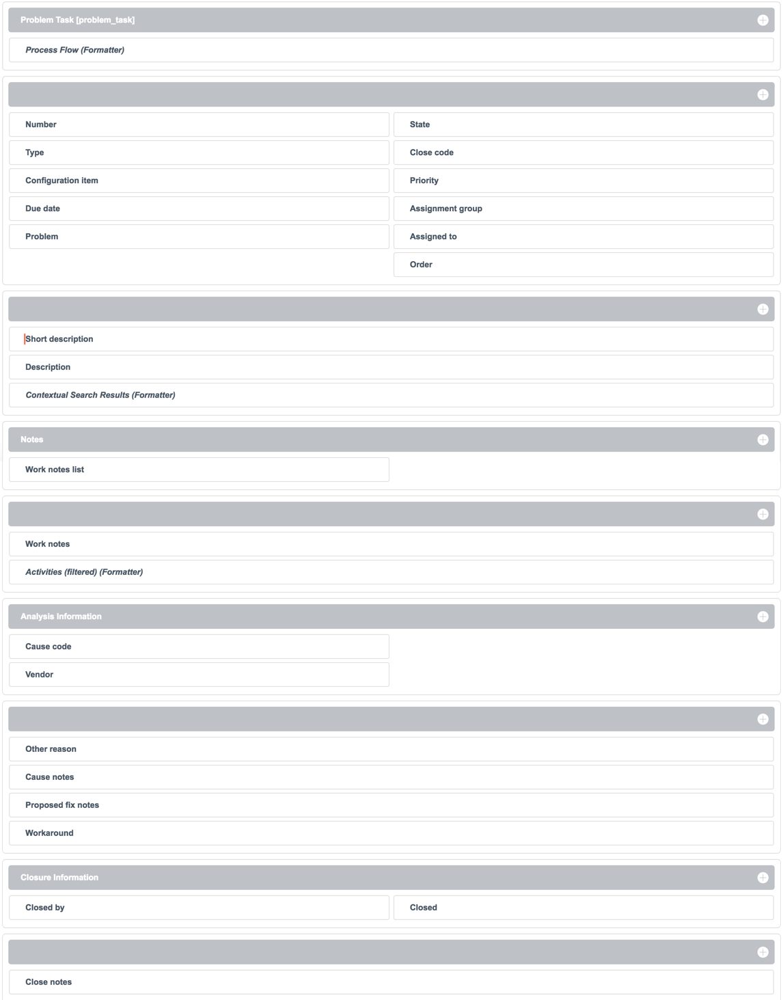 Problem Task [problem_task]
Process Flow (Formatter)
Number
State
Type
Close code
Configuration item
Priority
Due date
Assignment group
Problem
Assigned to
Order
Short description
Description
Contextual Search Results (Formatter)
Notes
Work notes list
Work notes
Activities (filtered) (Formatter)
Analysis Information
Cause code
Vendor
Other reason
Cause notes
Proposed fix notes
Workaround
Closure Information
Closed by
Closed
Close notes